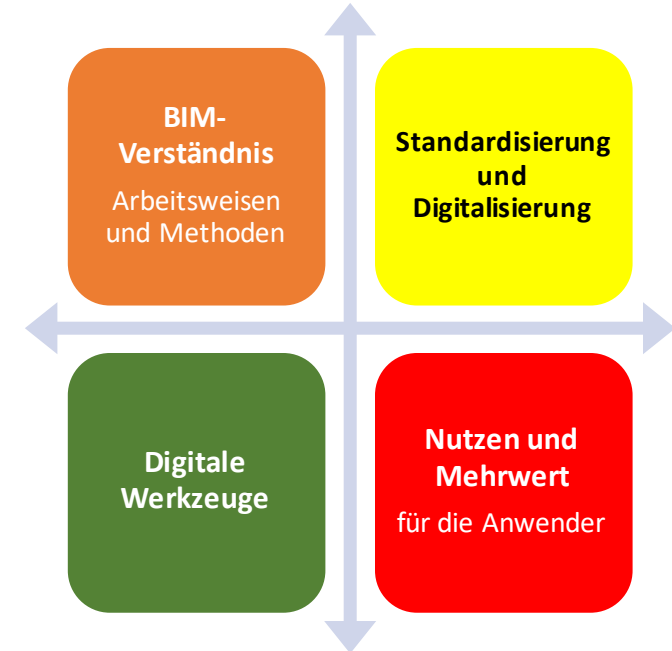 BIM-
Verständnis
Arbeitsweisen
und Methoden
Standardisierung
und
Digitalisierung
Digitale
Werkzeuge
Nutzen und
Mehrwert
für die Anwender